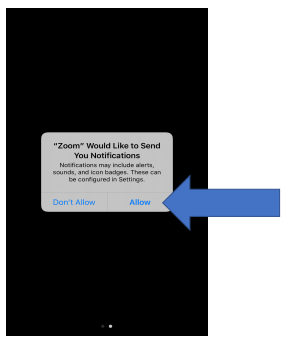 "Zoom" Would Like to Send
You Notifications
Notifications may include alerts,
sounds, and icon badges. These can
be configured in Settings.
Don't Allow
Allow